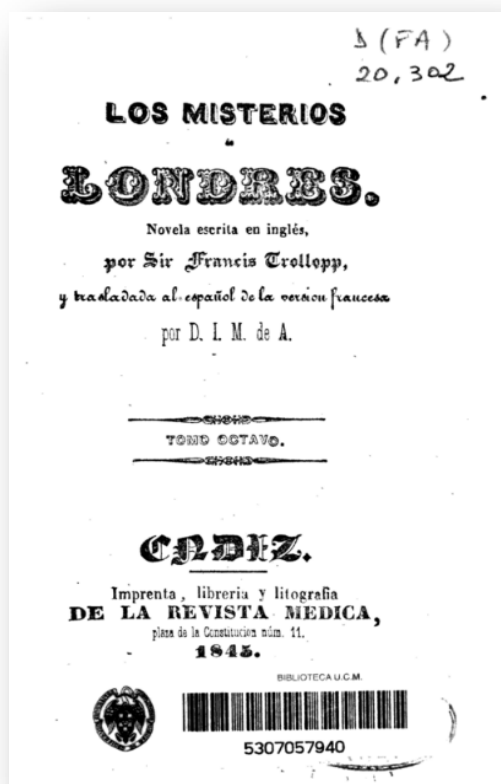 D (FA)
20.302
LOS MISTERIOS
DE
LONDRES.
Novela escrita en inglés,
por Sir Francis Trollopp,
y trasladada al español de la version francesa
por D. I. M. de A.
TOMO OCTAVO.
CADIZ.
Imprenta, libreria y litografia
DE LA REVISTA MEDICA,
plaza de la Constitucion núm. 11.
1845.
BIBLIOTECA U.C.M.
5307057940